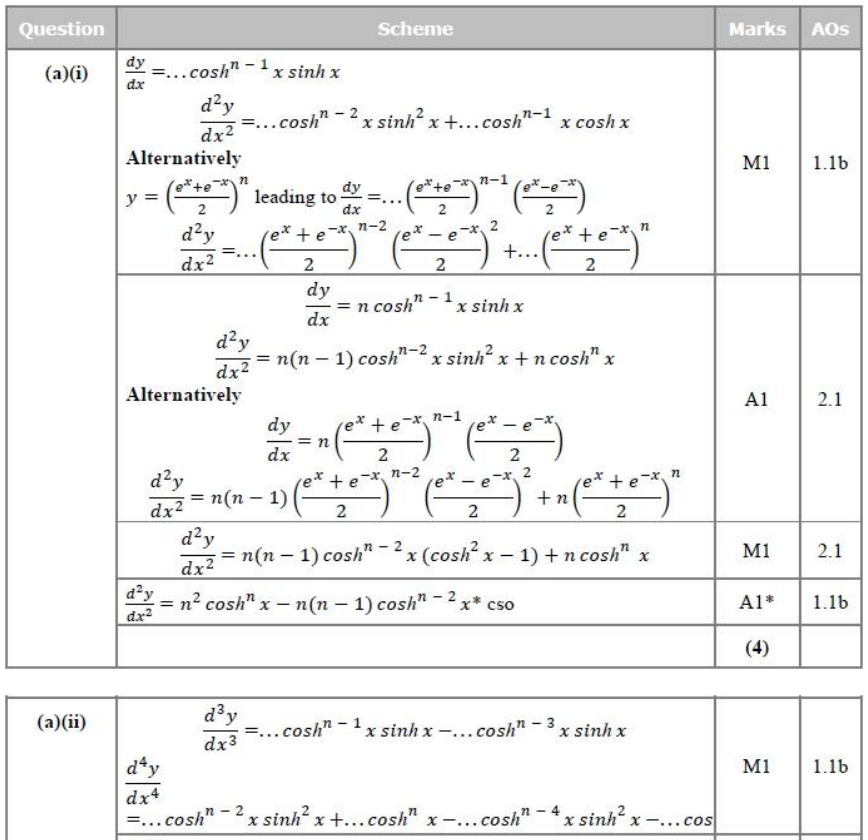 Question Scheme Marks AOs
(a)(i) dy/dx =…cosh^(n − 1) x sinh x
d²y/dx² =…cosh^(n − 2) x sinh² x +…cosh^(n−1) x cosh x
Alternatively
M1 1.1b
y = ((e^x+e^(−x))/2)^n leading to dy/dx =…((e^x+e^(−x))/2)^(n−1) ((e^x−e^(−x))/2)
d²y/dx² =…((e^x + e^(−x))/2)^(n−2) ((e^x − e^(−x))/2)² +…((e^x + e^(−x))/2)^n
dy/dx = n cosh^(n − 1) x sinh x
d²y/dx² = n(n − 1) cosh^(n−2) x sinh² x + n cosh^n x
Alternatively
A1 2.1
dy/dx = n((e^x + e^(−x))/2)^(n−1) ((e^x − e^(−x))/2)
d²y/dx² = n(n − 1)((e^x + e^(−x))/2)^(n−2) ((e^x − e^(−x))/2)² + n((e^x + e^(−x))/2)^n
d²y/dx² = n(n − 1) cosh^(n − 2) x (cosh² x − 1) + n cosh^n x M1 2.1
d²y/dx² = n² cosh^n x − n(n − 1) cosh^(n − 2) x* cso A1* 1.1b
(4)
(a)(ii) d³y/dx³ =…cosh^(n − 1) x sinh x −…cosh^(n − 3) x sinh x
M1 1.1b
d⁴y/dx⁴
=…cosh^(n − 2) x sinh² x +…cosh^n x −…cosh^(n − 4) x sinh² x −…cos